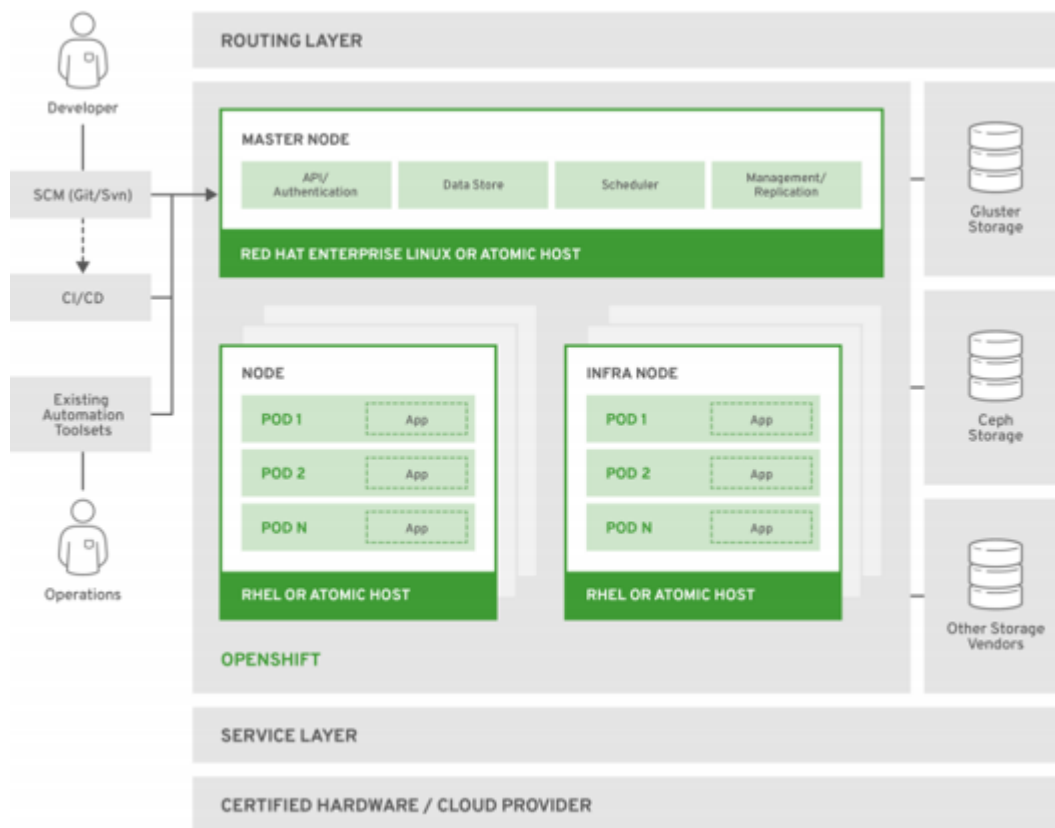 ROUTING LAYER
Developer
SCM (Git/Svn)
CI/CD
Existing
Automation
Toolsets
Operations
MASTER NODE
API/
Authentication
Data Store
Scheduler
Management/
Replication
RED HAT ENTERPRISE LINUX OR ATOMIC HOST
NODE
POD 1
App
POD 2
App
POD N
App
RHEL OR ATOMIC HOST
INFRA NODE
POD 1
App
POD 2
App
POD N
App
RHEL OR ATOMIC HOST
OPENSHIFT
Gluster
Storage
Ceph
Storage
Other Storage
Vendors
SERVICE LAYER
CERTIFIED HARDWARE / CLOUD PROVIDER